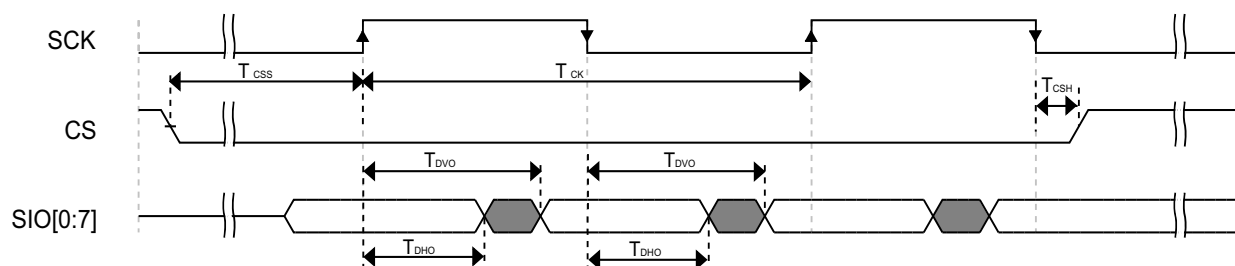 SCK
T CSS
T CK
T CSH
CS
T DVO
T DVO
SIO[0:7]
T DHO
T DHO